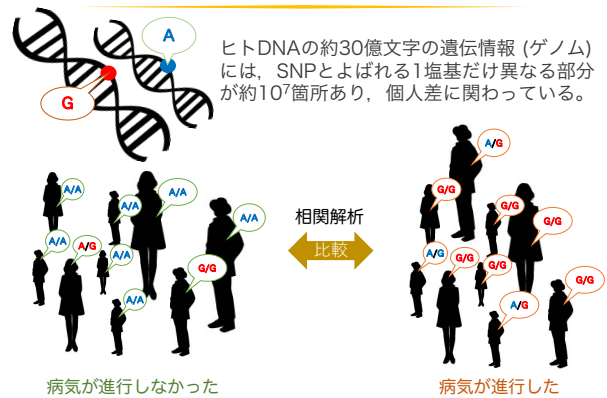 A
G
ヒトDNAの約30億文字の遺伝情報 (ゲノム)
には，SNPとよばれる1塩基だけ異なる部分
が約10⁷箇所あり，個人差に関わっている。
A/A
A/A
A/A
A/A
A/A
A/G
A/A
G/G
A/A
相関解析
比較
A/G
G/G
G/G
G/G
A/G
G/G
G/G
G/G
A/G
病気が進行しなかった
病気が進行した